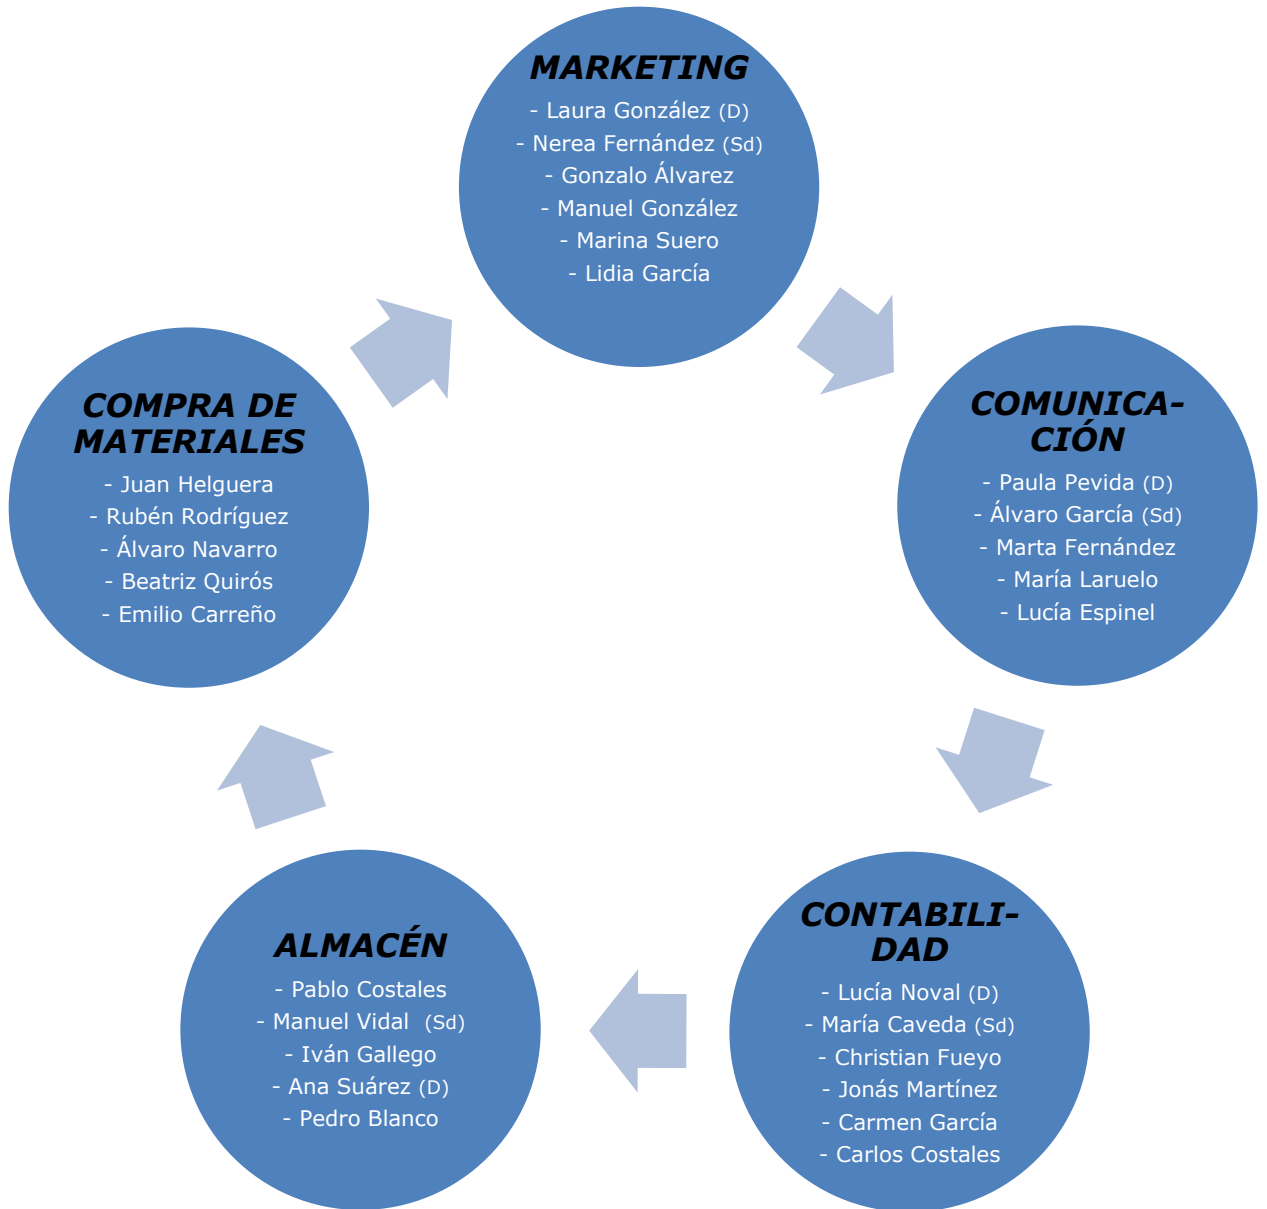 MARKETING
- Laura González (D)
- Nerea Fernández (Sd)
- Gonzalo Álvarez
- Manuel González
- Marina Suero
- Lidia García
COMUNICA-
CIÓN
- Paula Pevida (D)
- Álvaro García (Sd)
- Marta Fernández
- María Laruelo
- Lucía Espinel
CONTABILI-
DAD
- Lucía Noval (D)
- María Caveda (Sd)
- Christian Fueyo
- Jonás Martínez
- Carmen García
- Carlos Costales
ALMACÉN
- Pablo Costales
- Manuel Vidal  (Sd)
- Iván Gallego
- Ana Suárez (D)
- Pedro Blanco
COMPRA DE
MATERIALES
- Juan Helguera
- Rubén Rodríguez
- Álvaro Navarro
- Beatriz Quirós
- Emilio Carreño